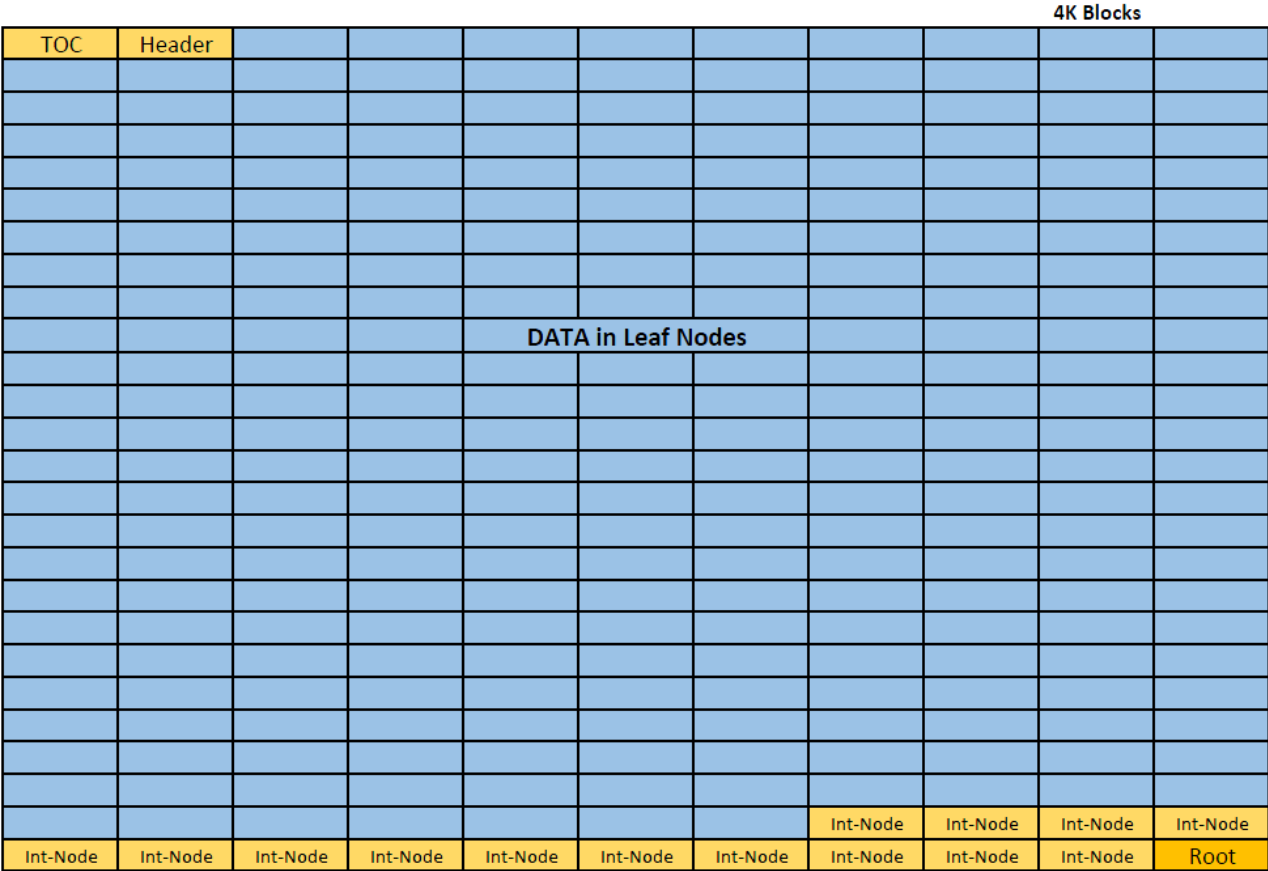 4K Blocks
TOC Header
DATA in Leaf Nodes
Int-Node Int-Node Int-Node Int-Node
Int-Node Int-Node Int-Node Int-Node Int-Node Int-Node Int-Node Int-Node Int-Node Int-Node Root